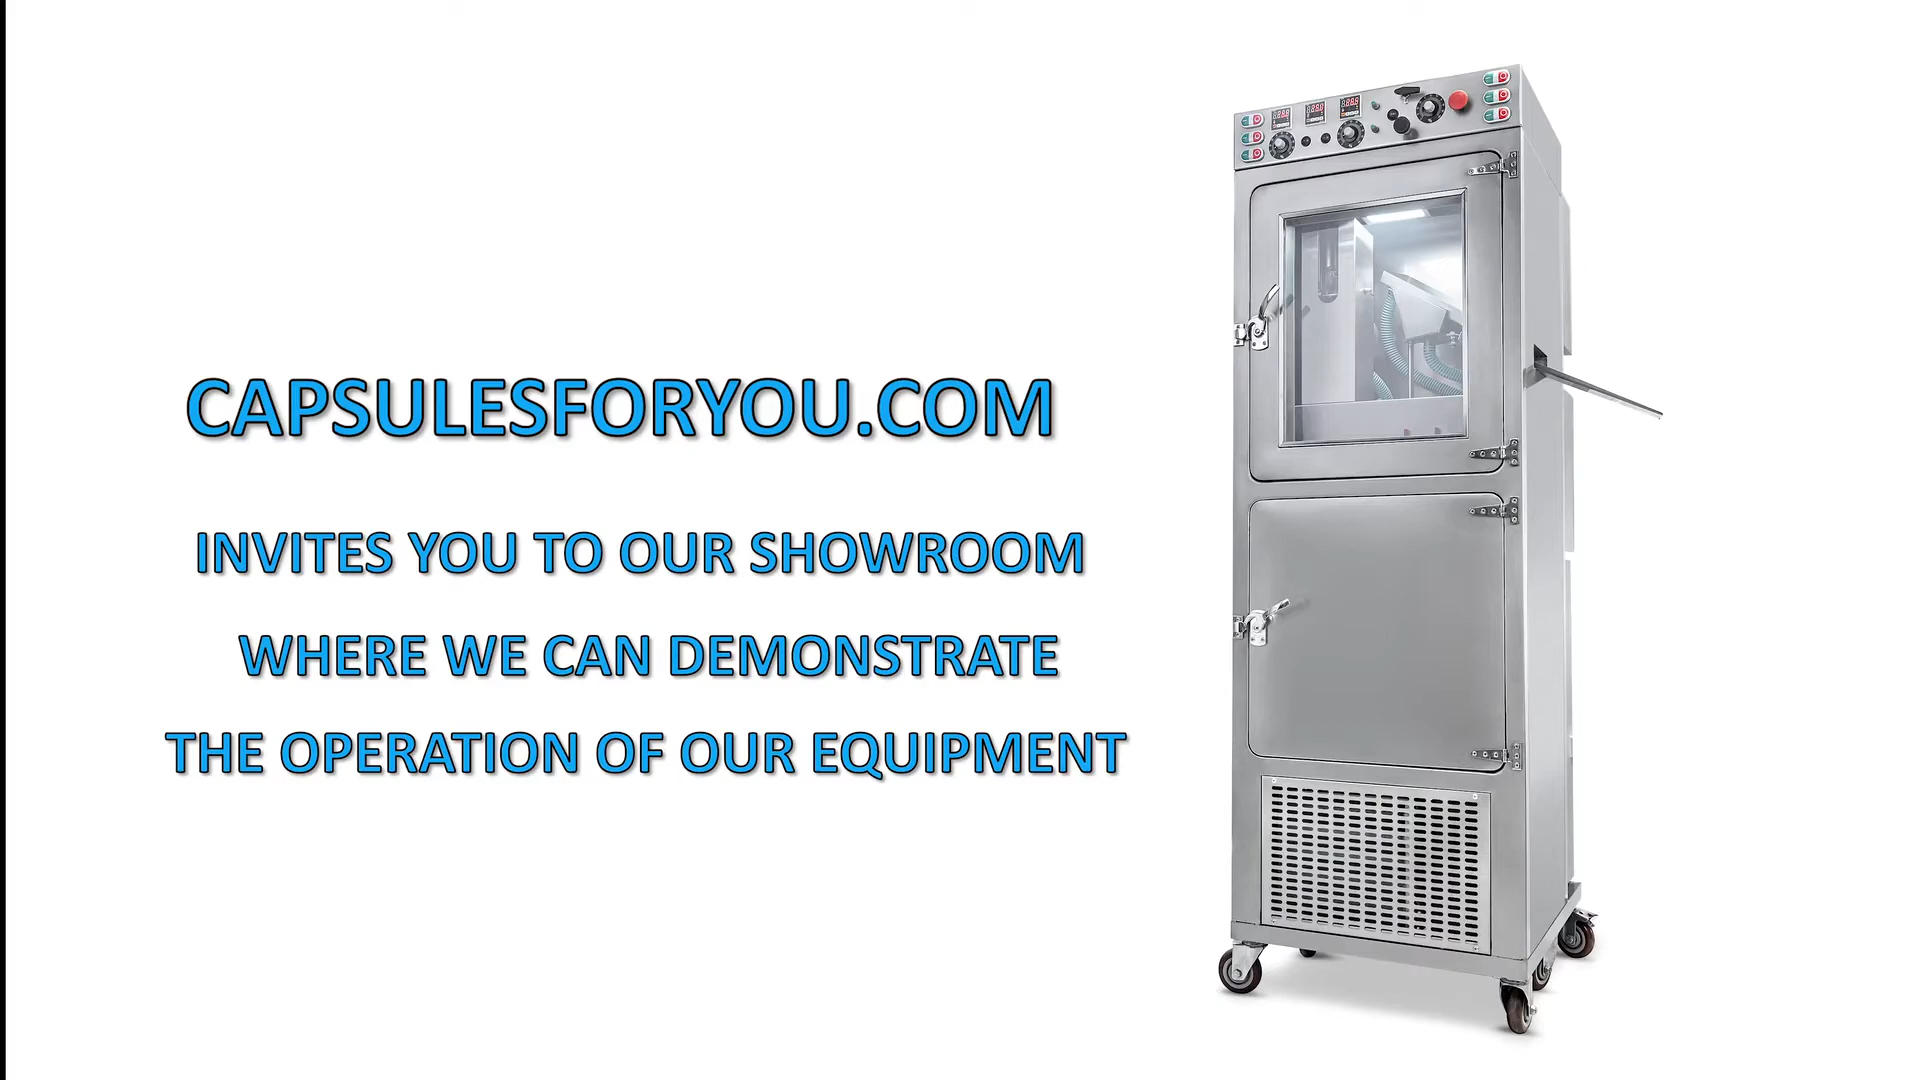 CAPSULESFORYOU.COM
INVITES YOU TO OUR SHOWROOM
WHERE WE CAN DEMONSTRATE
THE OPERATION OF OUR EQUIPMENT